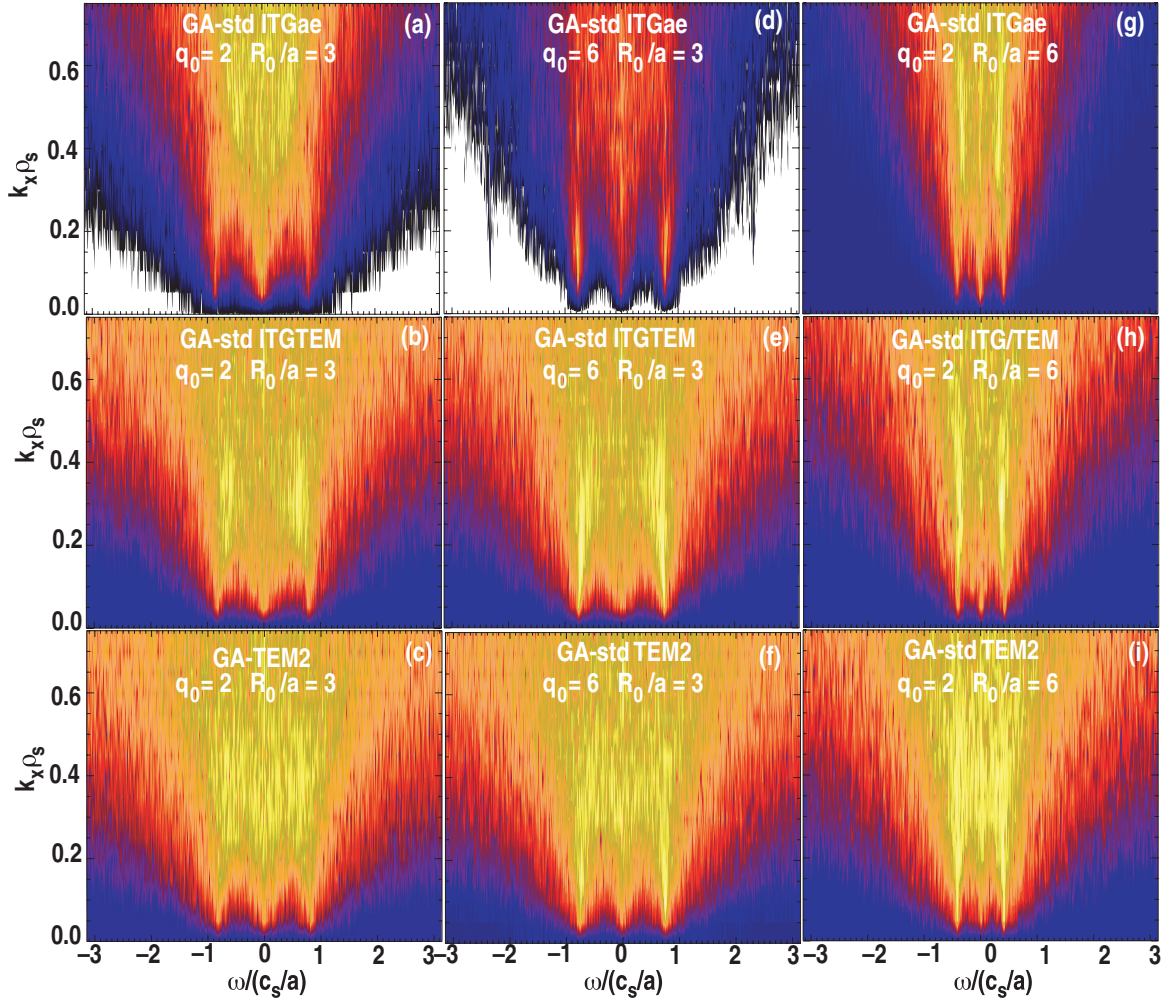 GA-std ITGae (a)
q₀= 2 R₀/a = 3
GA-std ITGae (d)
q₀= 6 R₀/a = 3
GA-std ITGae (g)
q₀= 2 R₀/a = 6
kₓρₛ
0.6
0.4
0.2
0.0
GA-std ITGTEM (b)
q₀= 2 R₀/a = 3
GA-std ITGTEM (e)
q₀= 6 R₀/a = 3
GA-std ITG/TEM (h)
q₀= 2 R₀/a = 6
kₓρₛ
0.6
0.4
0.2
0.0
GA-TEM2 (c)
q₀= 2 R₀/a = 3
GA-std TEM2 (f)
q₀= 6 R₀/a = 3
GA-std TEM2 (i)
q₀= 2 R₀/a = 6
kₓρₛ
0.6
0.4
0.2
0.0
−3 −2 −1 0 1 2 3
−2 −1 0 1 2 3
−2 −1 0 1 2 3
ω/(cₛ/a)
ω/(cₛ/a)
ω/(cₛ/a)